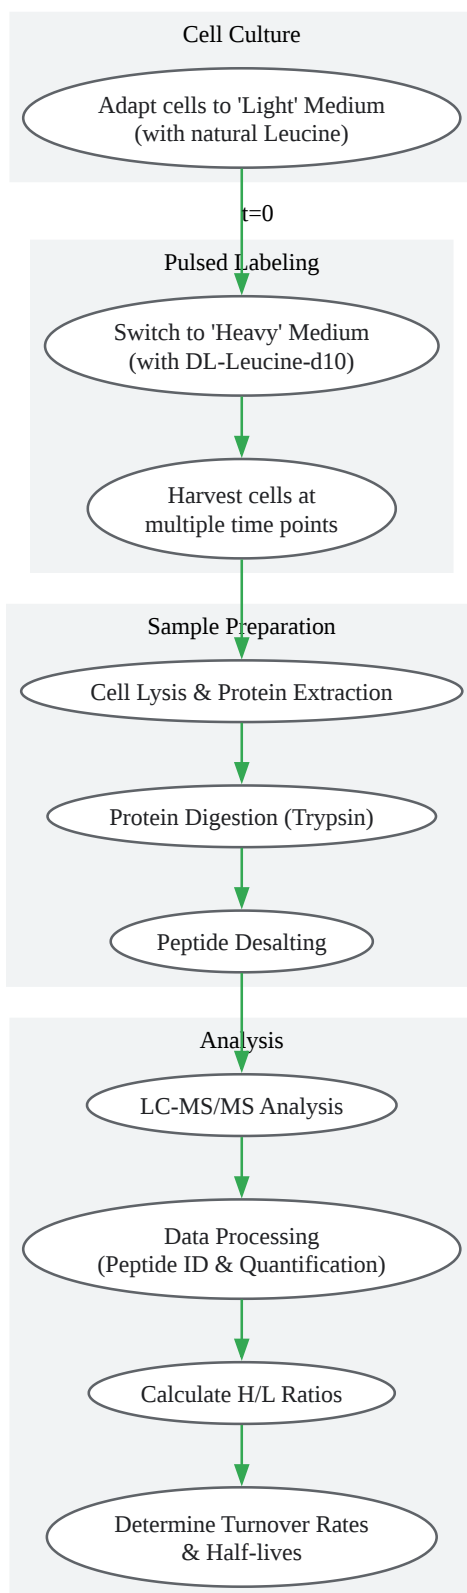 Cell Culture
Adapt cells to 'Light' Medium
(with natural Leucine)
t=0
Pulsed Labeling
Switch to 'Heavy' Medium
(with DL-Leucine-d10)
Harvest cells at
multiple time points
Sample Preparation
Cell Lysis & Protein Extraction
Protein Digestion (Trypsin)
Peptide Desalting
Analysis
LC-MS/MS Analysis
Data Processing
(Peptide ID & Quantification)
Calculate H/L Ratios
Determine Turnover Rates
& Half-lives